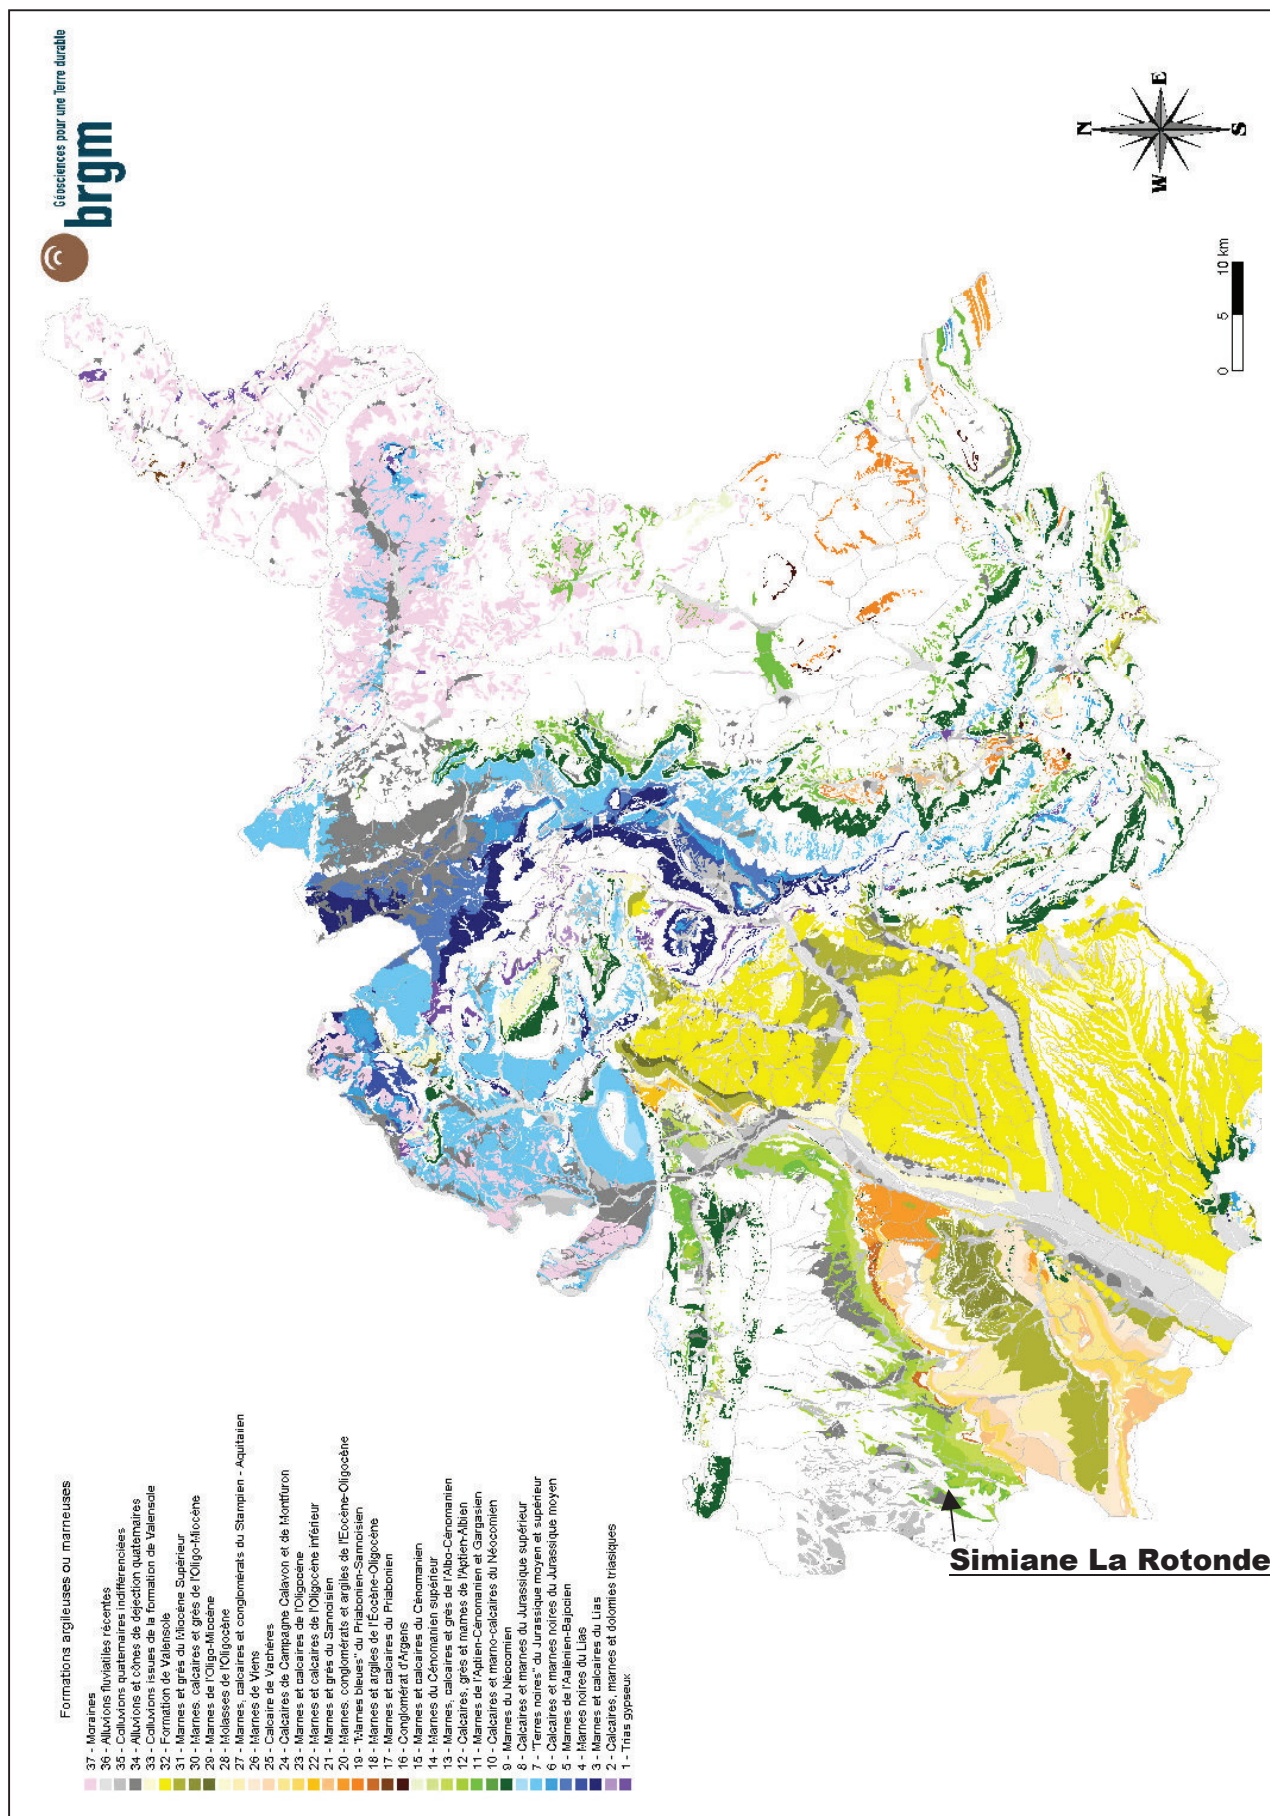 Géosciences pour une Terre durable
brgm
N
W
E
S
0
5
10 km
Formations argileuses ou marneuses
37 - Moraines
36 - Alluvions fluviatiles récentes
35 - Colluvions quaternaires indifférenciées
34 - Alluvions et cônes de dejection quaternaires
33 - Colluvions issues de la formation de Valensole
32 - Formation de Valensole
31 - Marnes et grès du Miocène Supérieur
30 - Marnes, calcaires et grès de l'Oligo-Miocène
29 - Marnes de l'Oligo-Miocène
28 - Molasses de l'Oligocène
27 - Marnes, calcaires et conglomérats du Stampien - Aquitanien
26 - Marnes de Viens
25 - Calcaire de Vachères
24 - Calcaires de Campagne Calavon et de Montfuron
23 - Marnes et calcaires de l'Oligocène
22 - Marnes et calcaires de l'Oligocène inférieur
21 - Marnes et grès du Sannoisien
20 - Marnes, conglomérats et argiles de l'Eocène-Oligocène
19 - "Marnes bleues" du Priabonien-Sannoisien
18 - Marnes et argiles de l'Éocène-Oligocène
17 - Marnes et calcaires du Priabonien
16 - Conglomérat d'Argens
15 - Marnes et calcaires du Cénomanien
14 - Marnes du Cénomanien supérieur
13 - Marnes, calcaires et grès de l'Albo-Cénomanien
12 - Calcaires, grès et marnes de l'Aptien-Albien
11 - Marnes de l'Aptien-Cénomanien et Gargasien
10 - Calcaires et marno-calcaires du Néocomien
9 - Marnes du Néocomien
8 - Calcaires et marnes du Jurassique supérieur
7 - "Terres noires" du Jurassique moyen et supérieur
6 - Calcaires et marnes noires du Jurassique moyen
5 - Marnes de l'Aalénien-Bajocien
4 - Marnes noires du Lias
3 - Marnes et calcaires du Lias
2 - Calcaires, marnes et dolomies triasiques
1 - Trias gypseux
Simiane La Rotonde